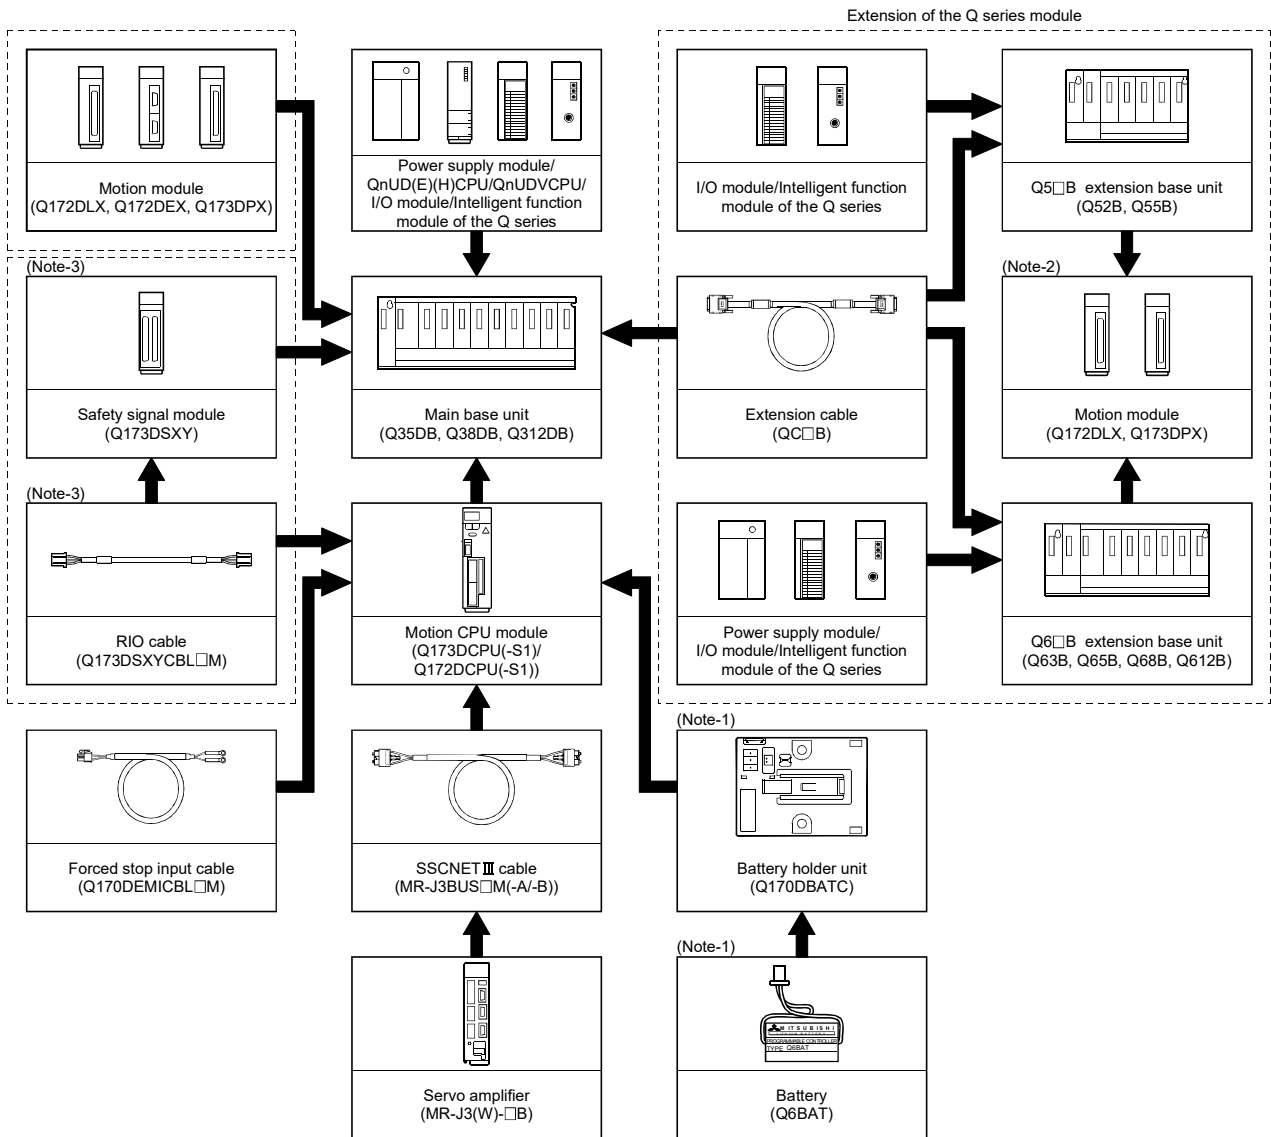 Extension of the Q series module
Motion module
(Q172DLX, Q172DEX, Q173DPX)
Power supply module/
QnUD(E)(H)CPU/QnUDVCPU/
I/O module/Intelligent function
module of the Q series
I/O module/Intelligent function
module of the Q series
Q5□B extension base unit
(Q52B, Q55B)
(Note-3)
Safety signal module
(Q173DSXY)
Main base unit
(Q35DB, Q38DB, Q312DB)
Extension cable
(QC□B)
(Note-2)
Motion module
(Q172DLX, Q173DPX)
(Note-3)
RIO cable
(Q173DSXYCBL□M)
Motion CPU module
(Q173DCPU(-S1)/
Q172DCPU(-S1))
Power supply module/
I/O module/Intelligent function
module of the Q series
Q6□B extension base unit
(Q63B, Q65B, Q68B, Q612B)
Forced stop input cable
(Q170DEMICBL□M)
SSCNETⅢ cable
(MR-J3BUS□M(-A/-B))
(Note-1)
Battery holder unit
(Q170DBATC)
Servo amplifier
(MR-J3(W)-□B)
(Note-1)
MITSUBISHI
PROGRAMMABLE CONTROLLER
TYPE Q6BAT
Battery
(Q6BAT)